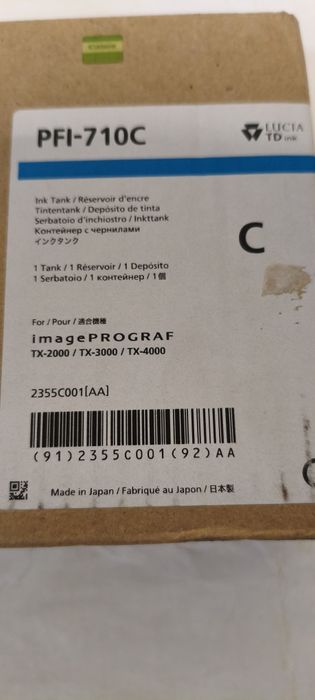 Canon
PFI-710C
LUCIA
TD ink
Ink Tank / Réservoir d'encre
Tintentank / Depósito de tinta
Serbatoio d'inchiostro / Inkttank
Контейнер с чернилами
インクタンク
C
1 Tank / 1 Réservoir / 1 Depósito
1 Serbatoio / 1 контейнер / 1個
For / Pour / 適合機種
imagePROGRAF
TX-2000 / TX-3000 / TX-4000
2355C001[AA]
(91)2355C001(92)AA
Made in Japan / Fabriqué au Japon / 日本製